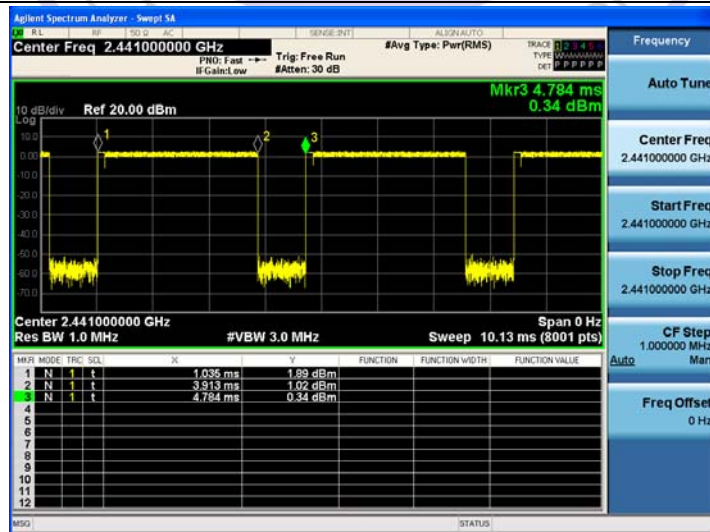 Agilent Spectrum Analyzer - Swept SA
RL RF 50 Ω AC SENSE:INT ALIGN AUTO
Center Freq 2.441000000 GHz
PNO: Fast
IFGain:Low
Trig: Free Run
#Atten: 30 dB
#Avg Type: Pwr(RMS)
TRACE 1 2 3 4 5 6
TYPE
DET P P P P P P
Mkr3 4.784 ms
0.34 dBm
10 dB/div Ref 20.00 dBm
Log
10.0
0.00
-10.0
-20.0
-30.0
-40.0
-50.0
-60.0
-70.0
1
2
3
Center 2.441000000 GHz Span 0 Hz
Res BW 1.0 MHz #VBW 3.0 MHz Sweep 10.13 ms (8001 pts)
MKR MODE TRC SCL X Y FUNCTION FUNCTION WIDTH FUNCTION VALUE
1 N 1 t 1.035 ms 1.89 dBm
2 N 1 t 3.913 ms 1.02 dBm
3 N 1 t 4.784 ms 0.34 dBm
4
5
6
7
8
9
10
11
12
MSG STATUS
Frequency
Auto Tune
Center Freq
2.441000000 GHz
Start Freq
2.441000000 GHz
Stop Freq
2.441000000 GHz
CF Step
1.000000 MHz
Auto Man
Freq Offset
0 Hz